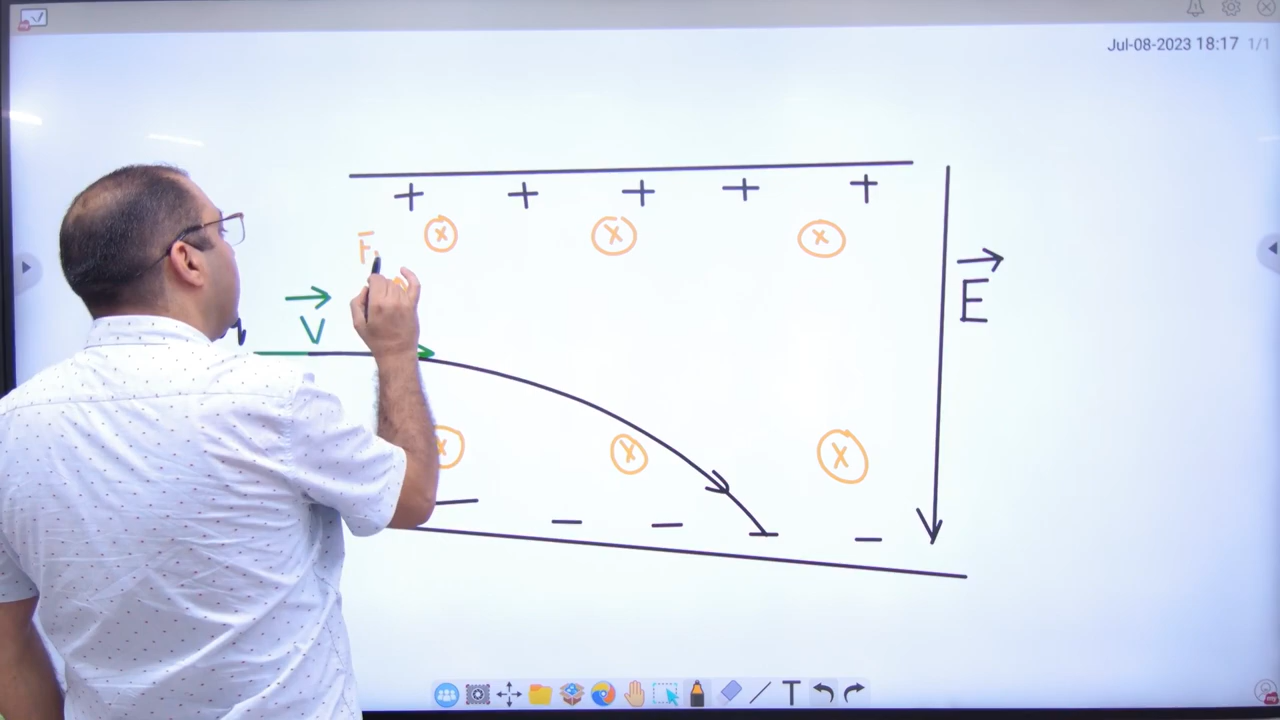 Jul-08-2023 18:17 1/1
+ + + + +
x x x
F
E
V
x x x
- - - - -
T